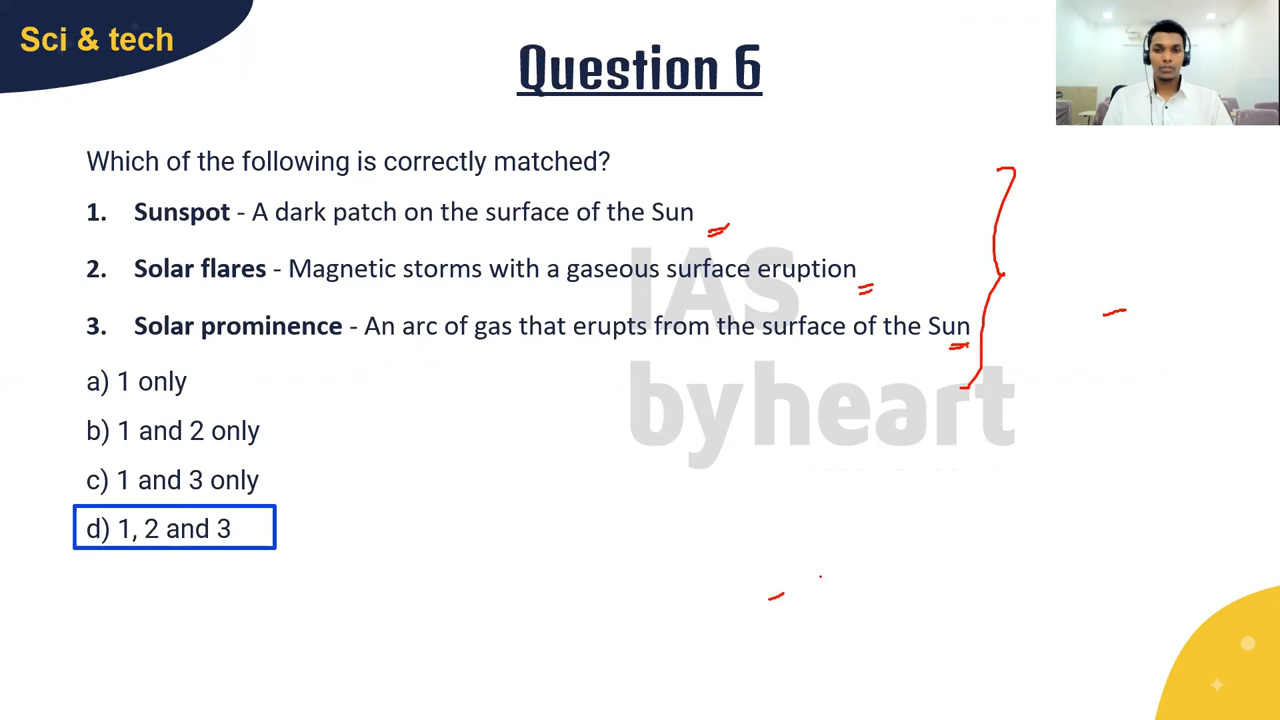 Sci & tech
Question 6
Which of the following is correctly matched?
1. Sunspot - A dark patch on the surface of the Sun
2. Solar flares - Magnetic storms with a gaseous surface eruption
3. Solar prominence - An arc of gas that erupts from the surface of the Sun
a) 1 only
b) 1 and 2 only
c) 1 and 3 only
d) 1, 2 and 3
IAS
byheart